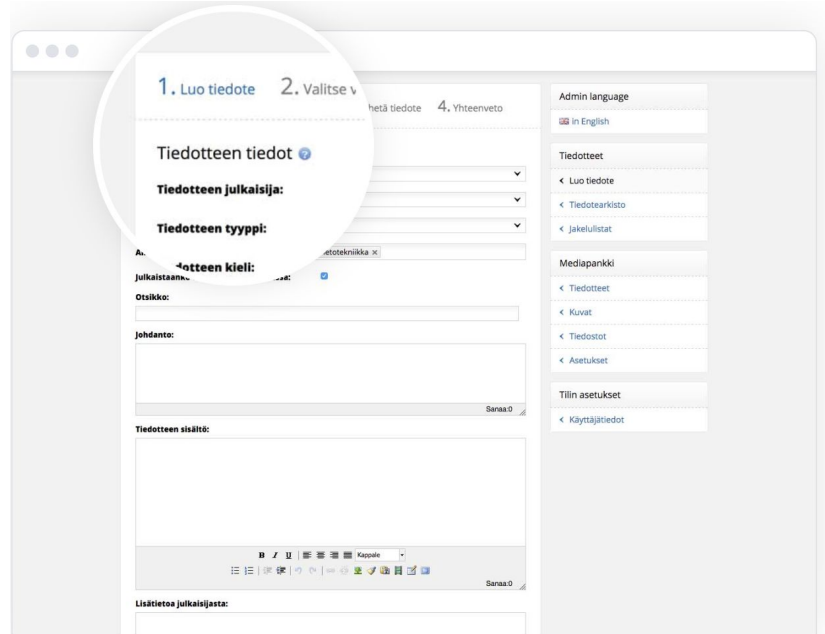 1. Luo tiedote 2. Valitse
hetä tiedote 4. Yhteenveto
Tiedotteen tiedot
Tiedotteen julkaisija:
Tiedotteen tyyppi:
dotteen kieli:
etotekniikka ×
Julkaistaanko
Otsikko:
Johdanto:
Sanaa:0
Tiedotteen sisältö:
B I U Kappale
Sanaa:0
Lisätietoa julkaisijasta:
Admin language
in English
Tiedotteet
Luo tiedote
Tiedotearkisto
Jakelulistat
Mediapankki
Tiedotteet
Kuvat
Tiedostot
Asetukset
Tilin asetukset
Käyttäjätiedot